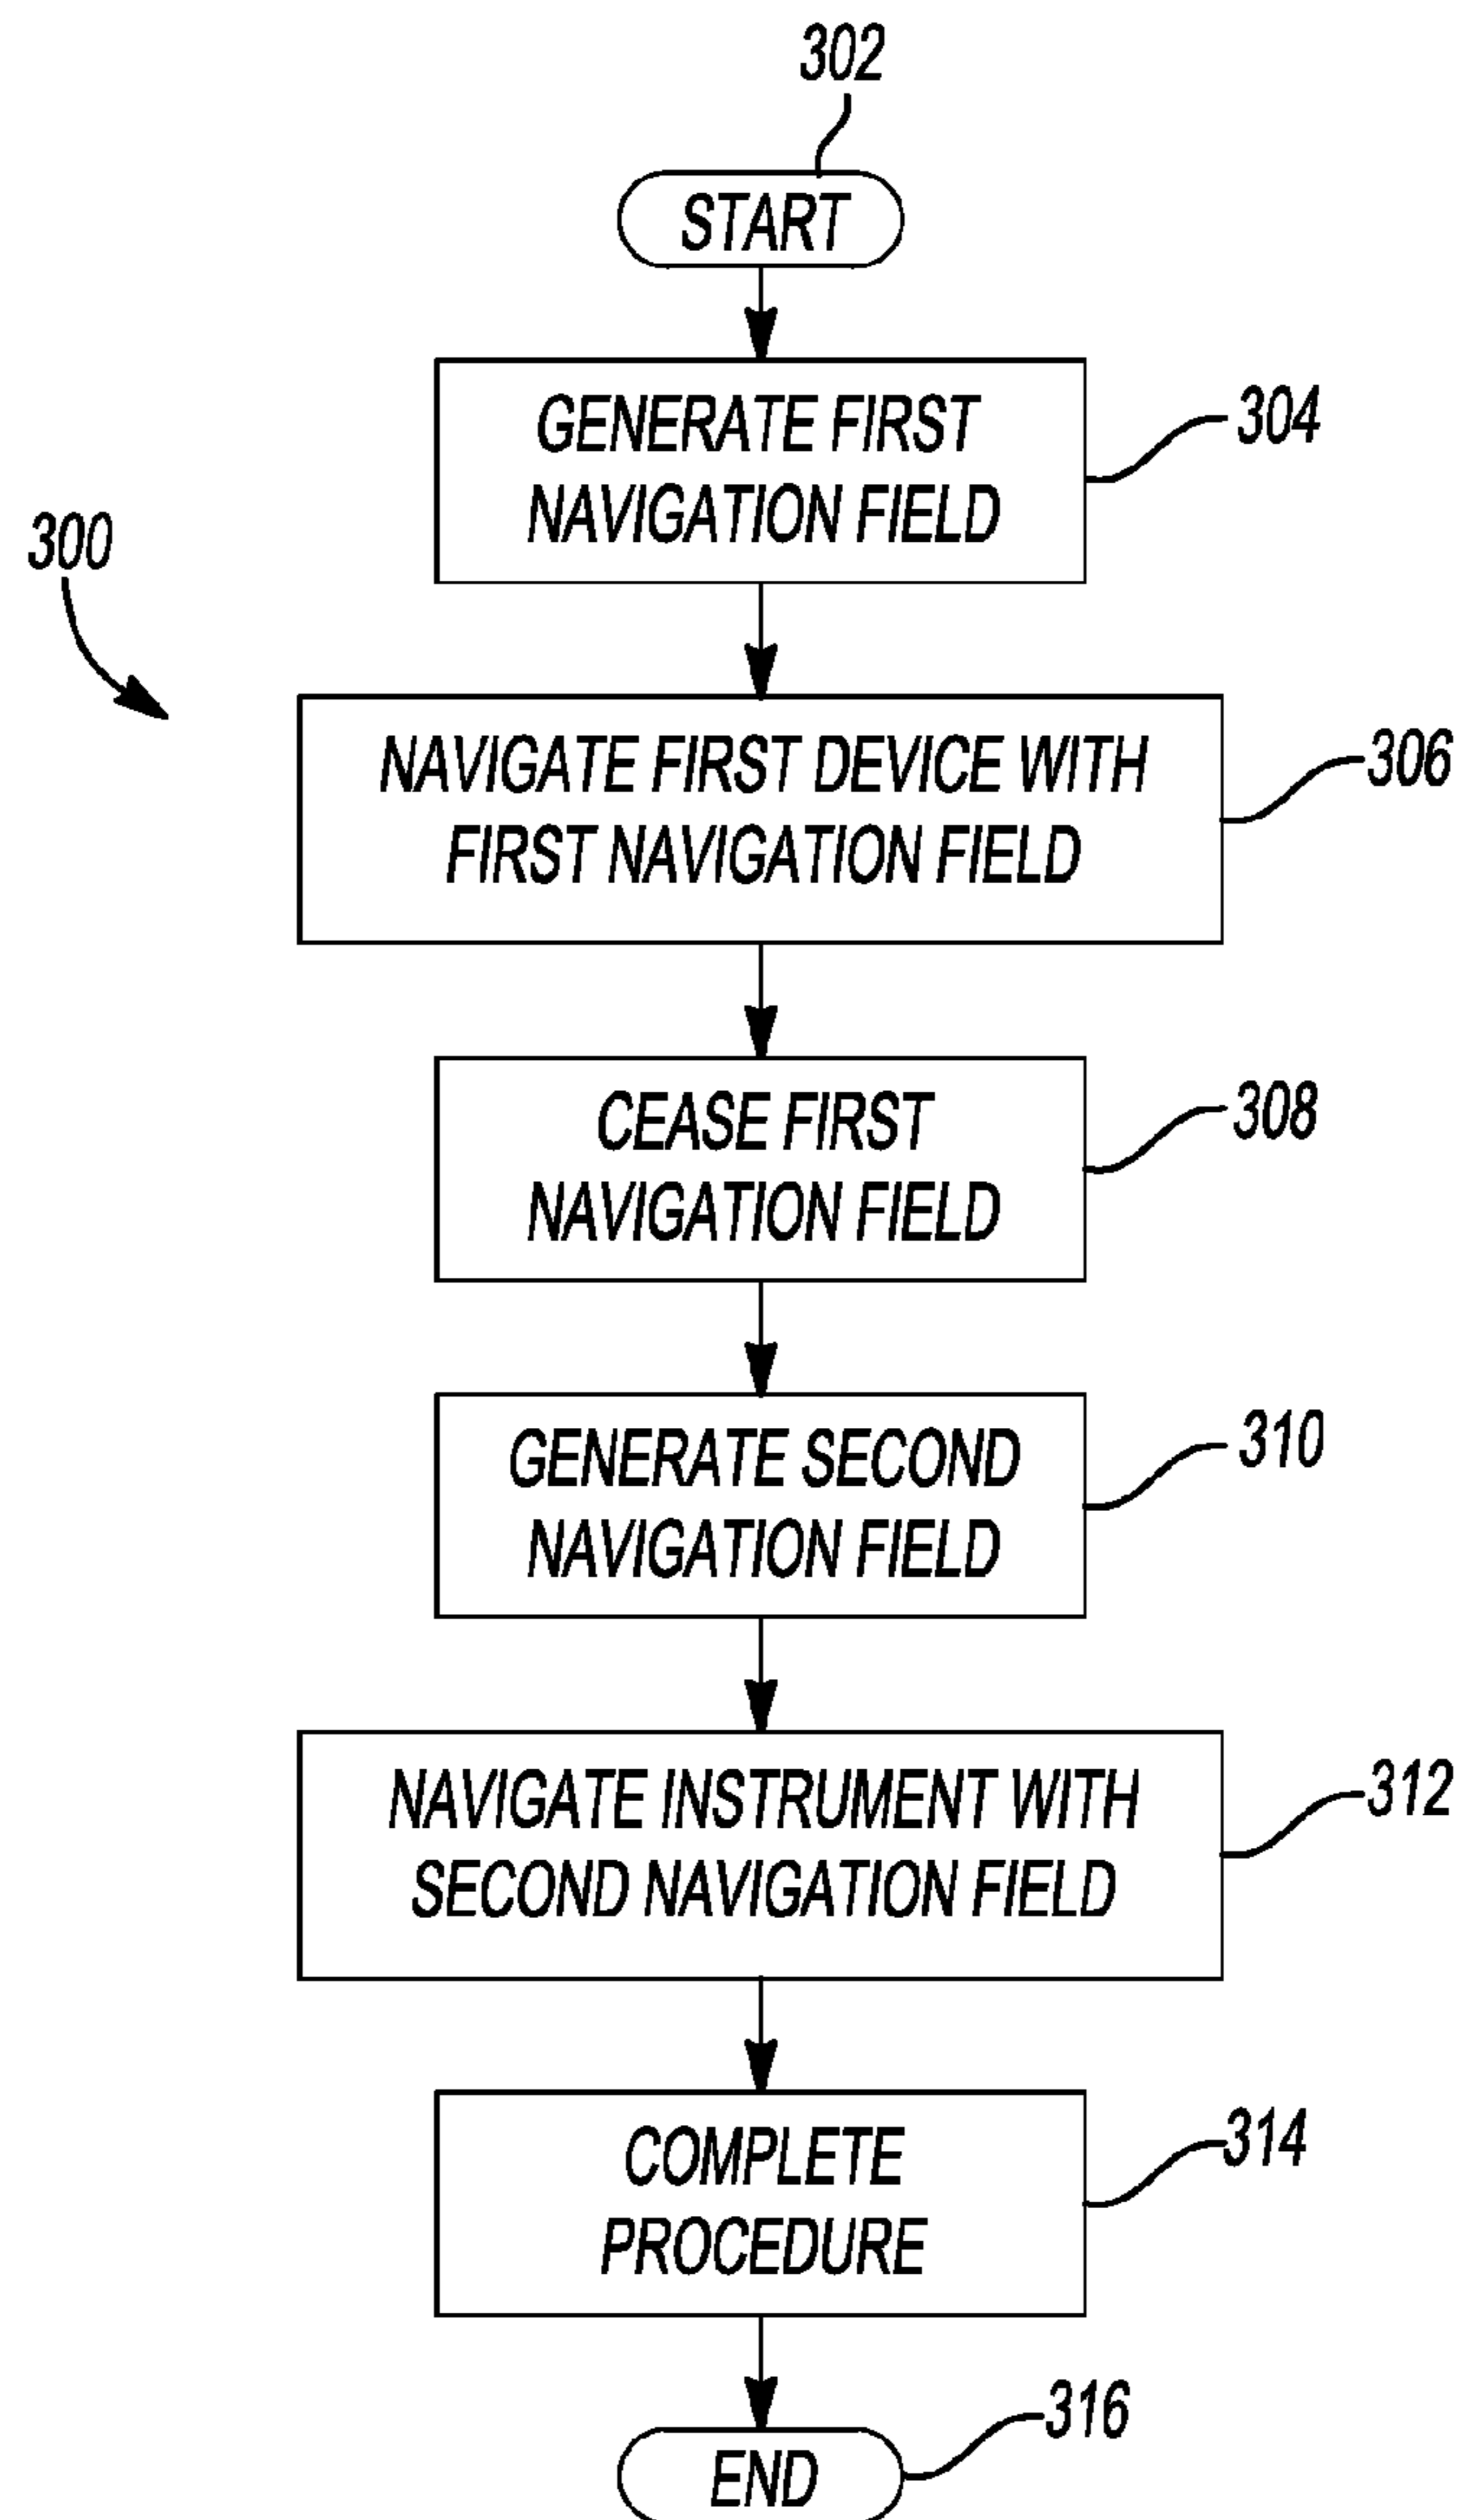 302
START
GENERATE FIRST
NAVIGATION FIELD
304
300
NAVIGATE FIRST DEVICE WITH
FIRST NAVIGATION FIELD
306
CEASE FIRST
NAVIGATION FIELD
308
GENERATE SECOND
NAVIGATION FIELD
310
NAVIGATE INSTRUMENT WITH
SECOND NAVIGATION FIELD
312
COMPLETE
PROCEDURE
314
316
END